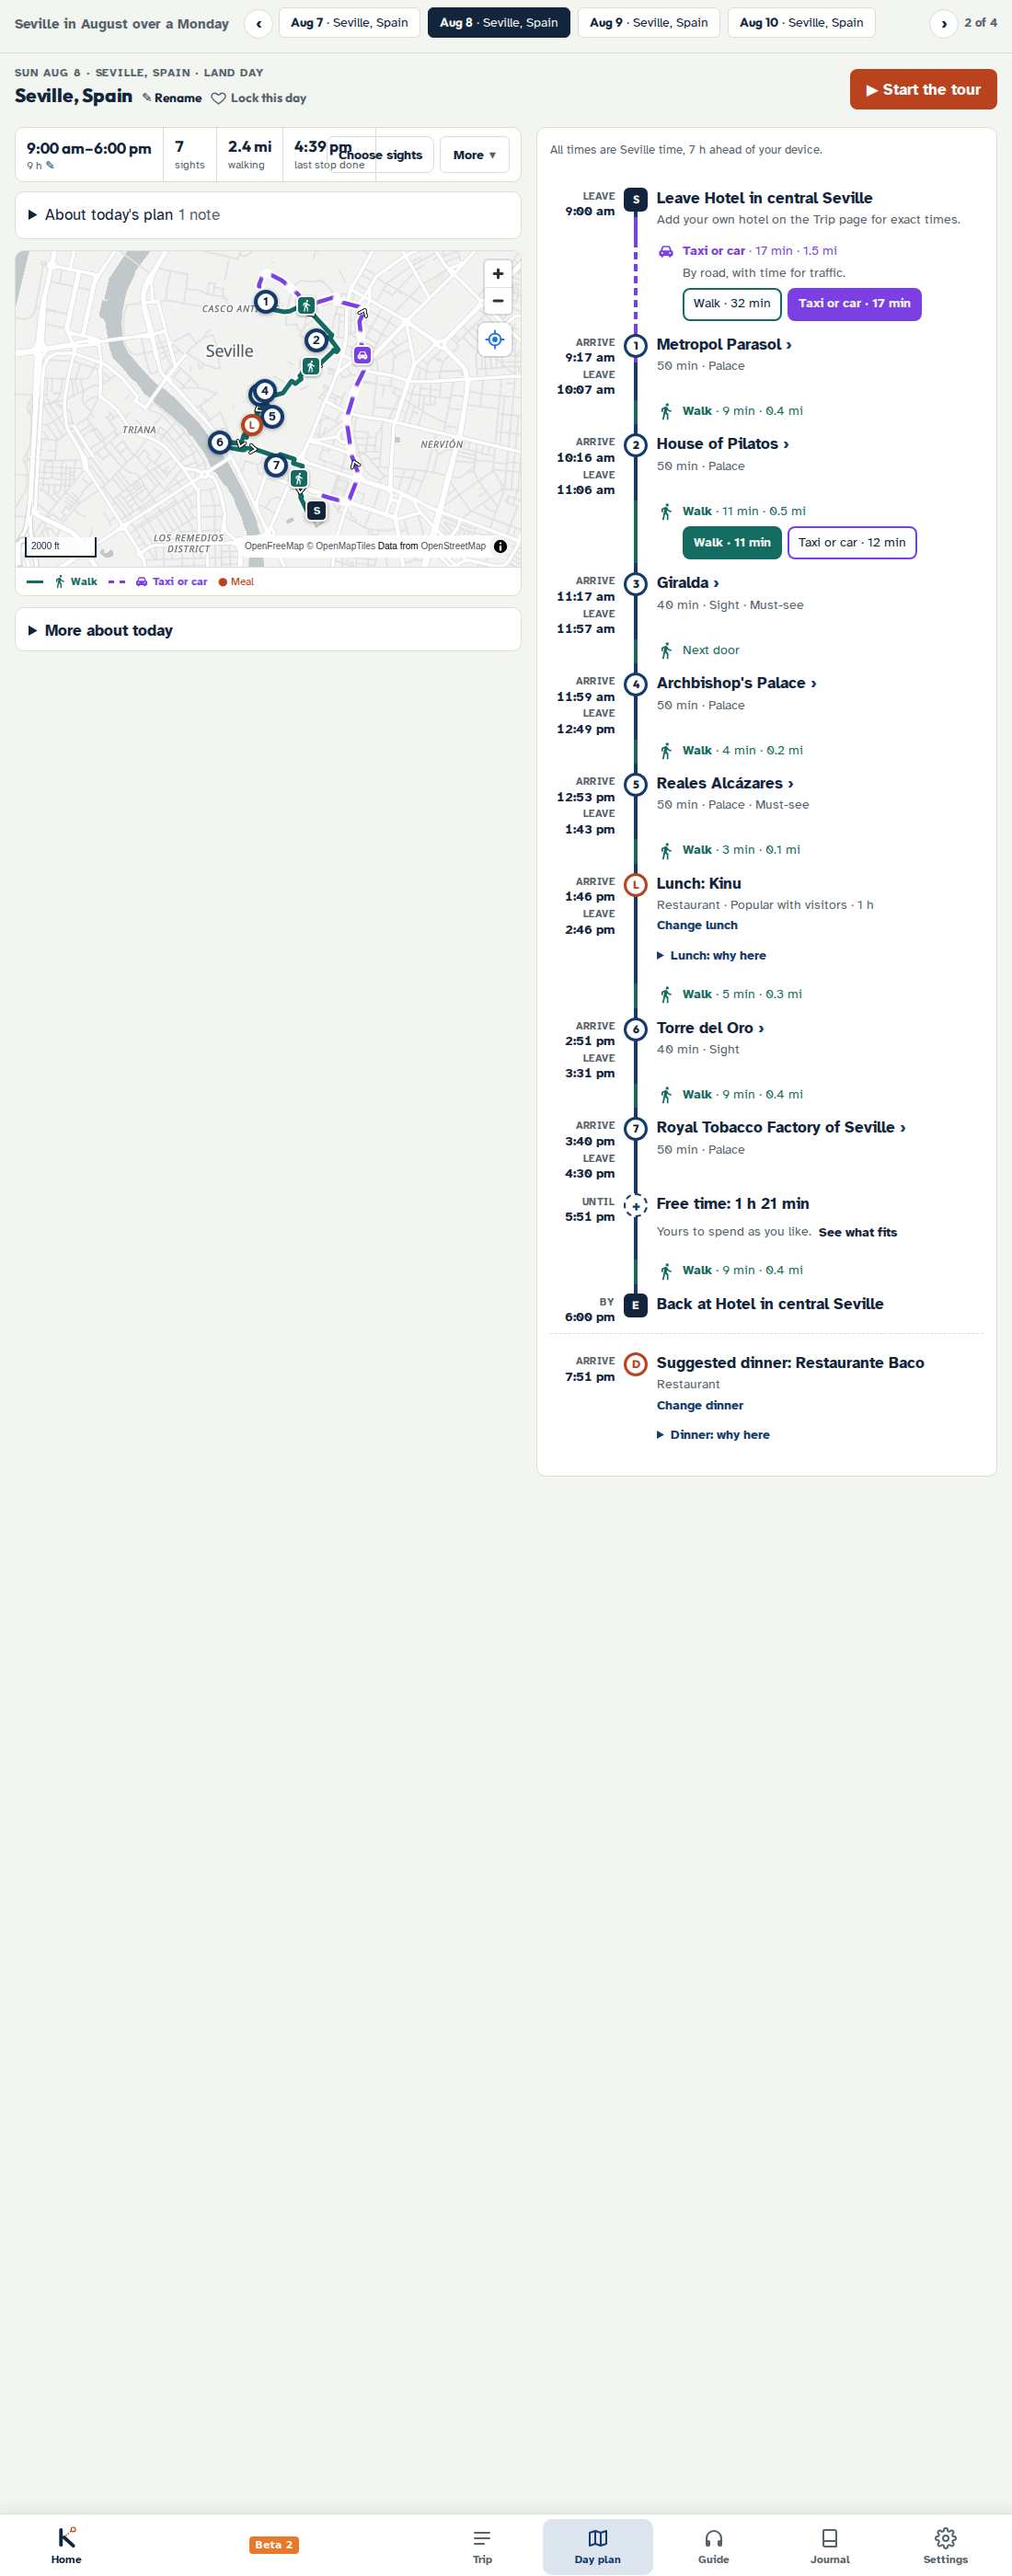 Seville in August over a Monday
‹
Aug 7 · Seville, Spain
Aug 8 · Seville, Spain
Aug 9 · Seville, Spain
Aug 10 · Seville, Spain
›
2 of 4
SUN AUG 8 · SEVILLE, SPAIN · LAND DAY
Seville, Spain ✎ Rename Lock this day
▶ Start the tour
9:00 am–6:00 pm
9 h ✎
7
sights
2.4 mi
walking
4:39 pm
last stop done
Choose sights
More ▼
▶ About today's plan 1 note
CASCO ANT
Seville
TRIANA
NERVIÓN
LOS REMEDIOS
DISTRICT
1
2
4
5
L
6
7
S
+
−
2000 ft
OpenFreeMap © OpenMapTiles Data from OpenStreetMap
Walk
Taxi or car
Meal
▶ More about today
All times are Seville time, 7 h ahead of your device.
LEAVE
9:00 am
S
Leave Hotel in central Seville
Add your own hotel on the Trip page for exact times.
Taxi or car · 17 min · 1.5 mi
By road, with time for traffic.
Walk · 32 min
Taxi or car · 17 min
ARRIVE
9:17 am
LEAVE
10:07 am
1
Metropol Parasol ›
50 min · Palace
Walk · 9 min · 0.4 mi
ARRIVE
10:16 am
LEAVE
11:06 am
2
House of Pilatos ›
50 min · Palace
Walk · 11 min · 0.5 mi
Walk · 11 min
Taxi or car · 12 min
ARRIVE
11:17 am
LEAVE
11:57 am
3
Giralda ›
40 min · Sight · Must-see
Next door
ARRIVE
11:59 am
LEAVE
12:49 pm
4
Archbishop's Palace ›
50 min · Palace
Walk · 4 min · 0.2 mi
ARRIVE
12:53 pm
LEAVE
1:43 pm
5
Reales Alcázares ›
50 min · Palace · Must-see
Walk · 3 min · 0.1 mi
ARRIVE
1:46 pm
LEAVE
2:46 pm
L
Lunch: Kinu
Restaurant · Popular with visitors · 1 h
Change lunch
▶ Lunch: why here
Walk · 5 min · 0.3 mi
ARRIVE
2:51 pm
LEAVE
3:31 pm
6
Torre del Oro ›
40 min · Sight
Walk · 9 min · 0.4 mi
ARRIVE
3:40 pm
LEAVE
4:30 pm
7
Royal Tobacco Factory of Seville ›
50 min · Palace
UNTIL
5:51 pm
+
Free time: 1 h 21 min
Yours to spend as you like. See what fits
Walk · 9 min · 0.4 mi
BY
6:00 pm
E
Back at Hotel in central Seville
ARRIVE
7:51 pm
D
Suggested dinner: Restaurante Baco
Restaurant
Change dinner
▶ Dinner: why here
Home
Beta 2
Trip
Day plan
Guide
Journal
Settings